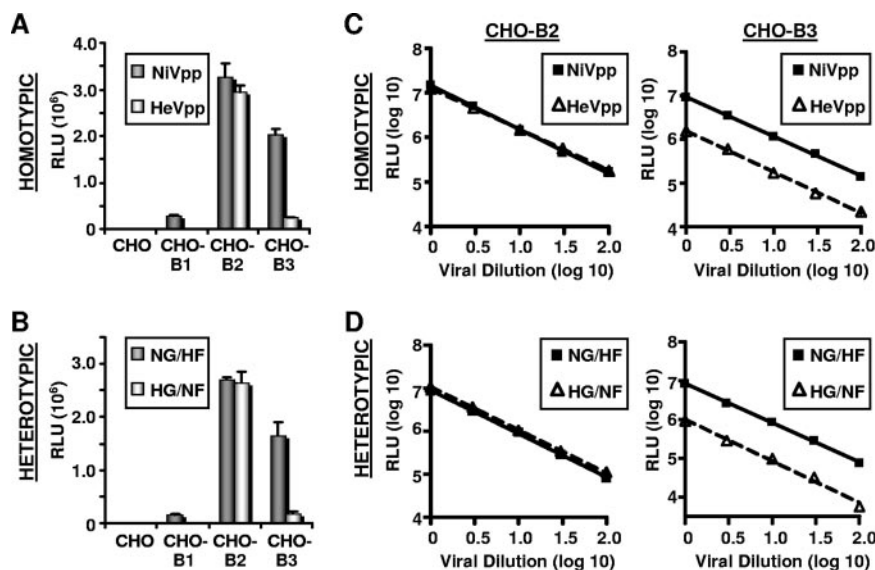 A
HOMOTYPIC
RLU (10⁶)
4.0
3.0
2.0
1.0
0
NiVpp
HeVpp
CHO CHO-B1 CHO-B2 CHO-B3
C
CHO-B2
RLU (log 10)
8
7
6
5
4
NiVpp
HeVpp
0 0.5 1.0 1.5 2.0
Viral Dilution (log 10)
CHO-B3
RLU (log 10)
8
7
6
5
4
NiVpp
HeVpp
0 0.5 1.0 1.5 2.0
Viral Dilution (log 10)
B
HETEROTYPIC
RLU (10⁶)
3.0
2.0
1.0
0
NG/HF
HG/NF
CHO CHO-B1 CHO-B2 CHO-B3
D
HETEROTYPIC
RLU (log 10)
8
7
6
5
4
NG/HF
HG/NF
0 0.5 1.0 1.5 2.0
Viral Dilution (log 10)
RLU (log 10)
8
7
6
5
4
NG/HF
HG/NF
0 0.5 1.0 1.5 2.0
Viral Dilution (log 10)
HOMOTYPIC